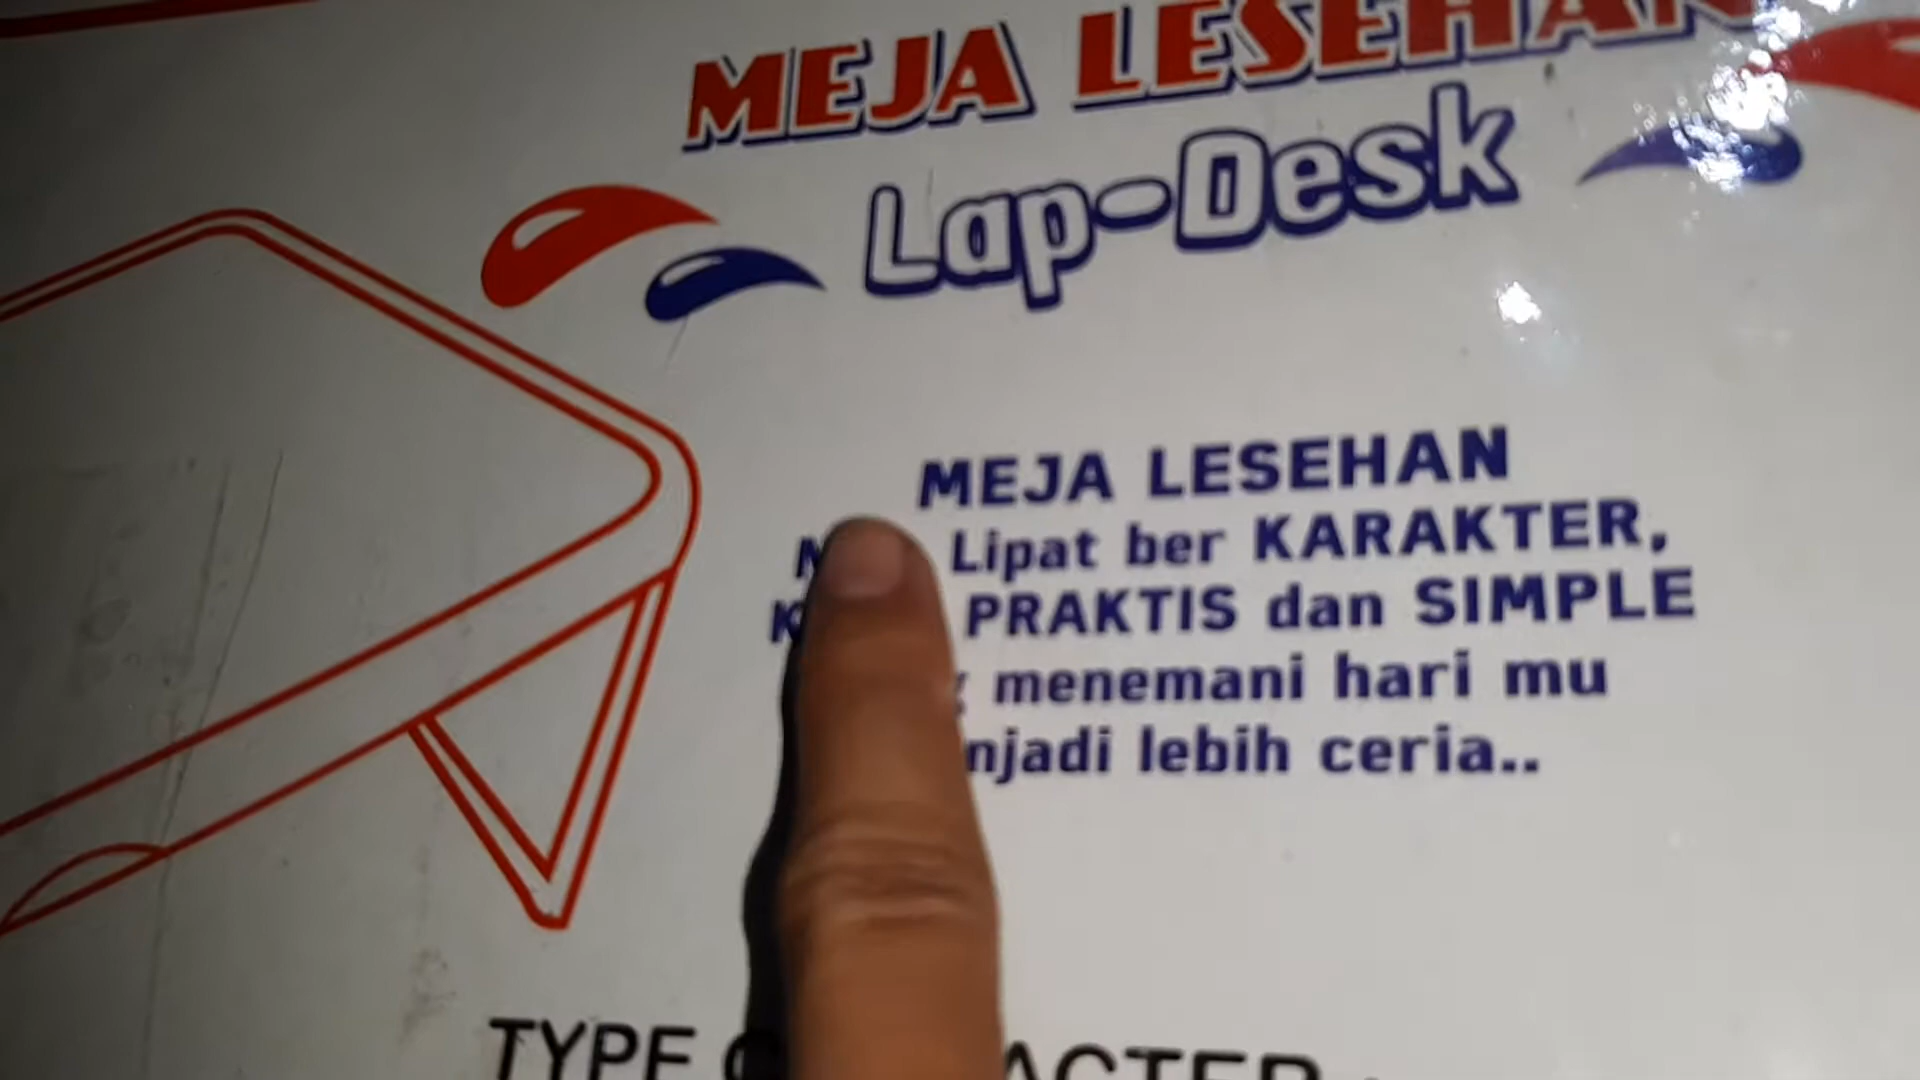 MEJA LESEHAN
Lap-Desk
MEJA LESEHAN
Lipat ber KARAKTER,
PRAKTIS dan SIMPLE
menemani hari mu
lebih ceria..
TYPE